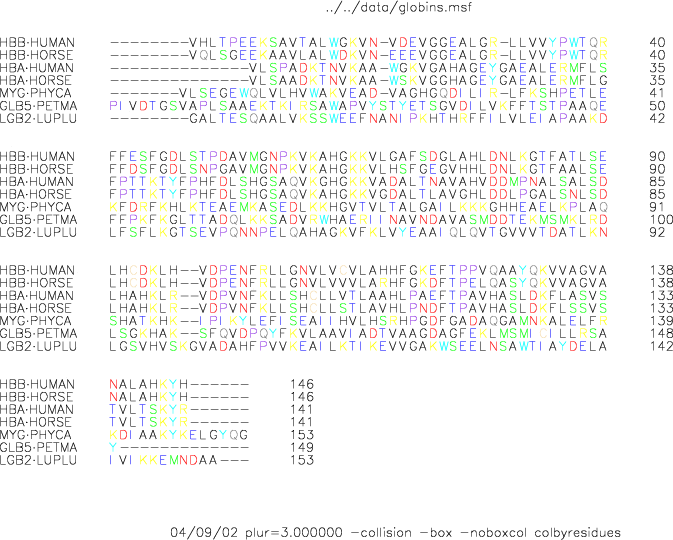 ../../data/globins.msf
HBB·HUMAN --------VHLTPEEKSAVTALWGKVN-VDEVGGEALGR-LLVVYPWTQR 40
HBB·HORSE --------VQLSGEEKAAVLALWDKVN-EEEVGGEALGR-LLVVYPWTQR 40
HBA·HUMAN --------------VLSPADKTNVKAA-WGKVGAHAGEYGAEALERMFLS 35
HBA·HORSE --------------VLSAADKTNVKAA-WSKVGGHAGEYGAEALERMFLG 35
MYG·PHYCA --------VLSEGEWQLVLHVWAKVEADVAGHGQDILIR-LFKSHPETLE 41
GLB5·PETMA PIVDTGSVAPLSAAEKTKIRSAWAPVYSTYETSGVDILVKFFTSTPAAQE 50
LGB2·LUPLU --------GALTESQAALVKSSWEEFNANIPKHTHRFFILVLEIAPAAKD 42
HBB·HUMAN FFESFGDLSTPDAVMGNPKVKAHGKKVLGAFSDGLAHLDNLKGTFATLSE 90
HBB·HORSE FFDSFGDLSNPGAVMGNPKVKAHGKKVLHSFGEGVHHLDNLKGTFAALSE 90
HBA·HUMAN FPTTKTYFPHFDLSHGSAQVKGHGKKVADALTNAVAHVDDMPNALSALSD 85
HBA·HORSE FPTTKTYFPHFDLSHGSAQVKAHGKKVGDALTLAVGHLDDLPGALSNLSD 85
MYG·PHYCA KFDRFKHLKTEAEMKASEDLKKHGVTVLTALGAILKKKGHHEAELKPLAQ 91
GLB5·PETMA FFPKFKGLTTADQLKKSADVRWHAERIINAVNDAVASMDDTEKMSMKLRD 100
LGB2·LUPLU LFSFLKGTSEVPQNNPELQAHAGKVFKLVYEAAIQLQVTGVVVTDATLKN 92
HBB·HUMAN LHCDKLH--VDPENFRLLGNVLVCVLAHHFGKEFTPPVQAAYQKVVAGVA 138
HBB·HORSE LHCDKLH--VDPENFRLLGNVLVVVLARHFGKDFTPELQASYQKVVAGVA 138
HBA·HUMAN LHAHKLR--VDPVNFKLLSHCLLVTLAAHLPAEFTPAVHASLDKFLASVS 133
HBA·HORSE LHAHKLR--VDPVNFKLLSHCLLSTLAVHLPNDFTPAVHASLDKFLSSVS 133
MYG·PHYCA SHATKHK--IPIKYLEFISEAIIHVLHSRHPGDFGADAQGAMNKALELFR 139
GLB5·PETMA LSGKHAK--SFQVDPQYFKVLAAVIADTVAAGDAGFEKLMSMICILLRSA 148
LGB2·LUPLU LGSVHVSKGVADAHFPVVKEAILKTIKEVVGAKWSEELNSAWTIAYDELA 142
HBB·HUMAN NALAHKYH------ 146
HBB·HORSE NALAHKYH------ 146
HBA·HUMAN TVLTSKYR------ 141
HBA·HORSE TVLTSKYR------ 141
MYG·PHYCA KDIAAKYKELGYQG 153
GLB5·PETMA Y------------- 149
LGB2·LUPLU IVIKKEMNDAA--- 153
04/09/02 plur=3.000000 -collision -box -noboxcol colbyresidues